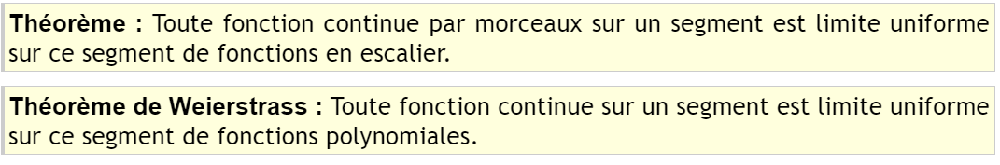 Théorème : Toute fonction continue par morceaux sur un segment est limite uniforme
sur ce segment de fonctions en escalier.
Théorème de Weierstrass : Toute fonction continue sur un segment est limite uniforme
sur ce segment de fonctions polynomiales.